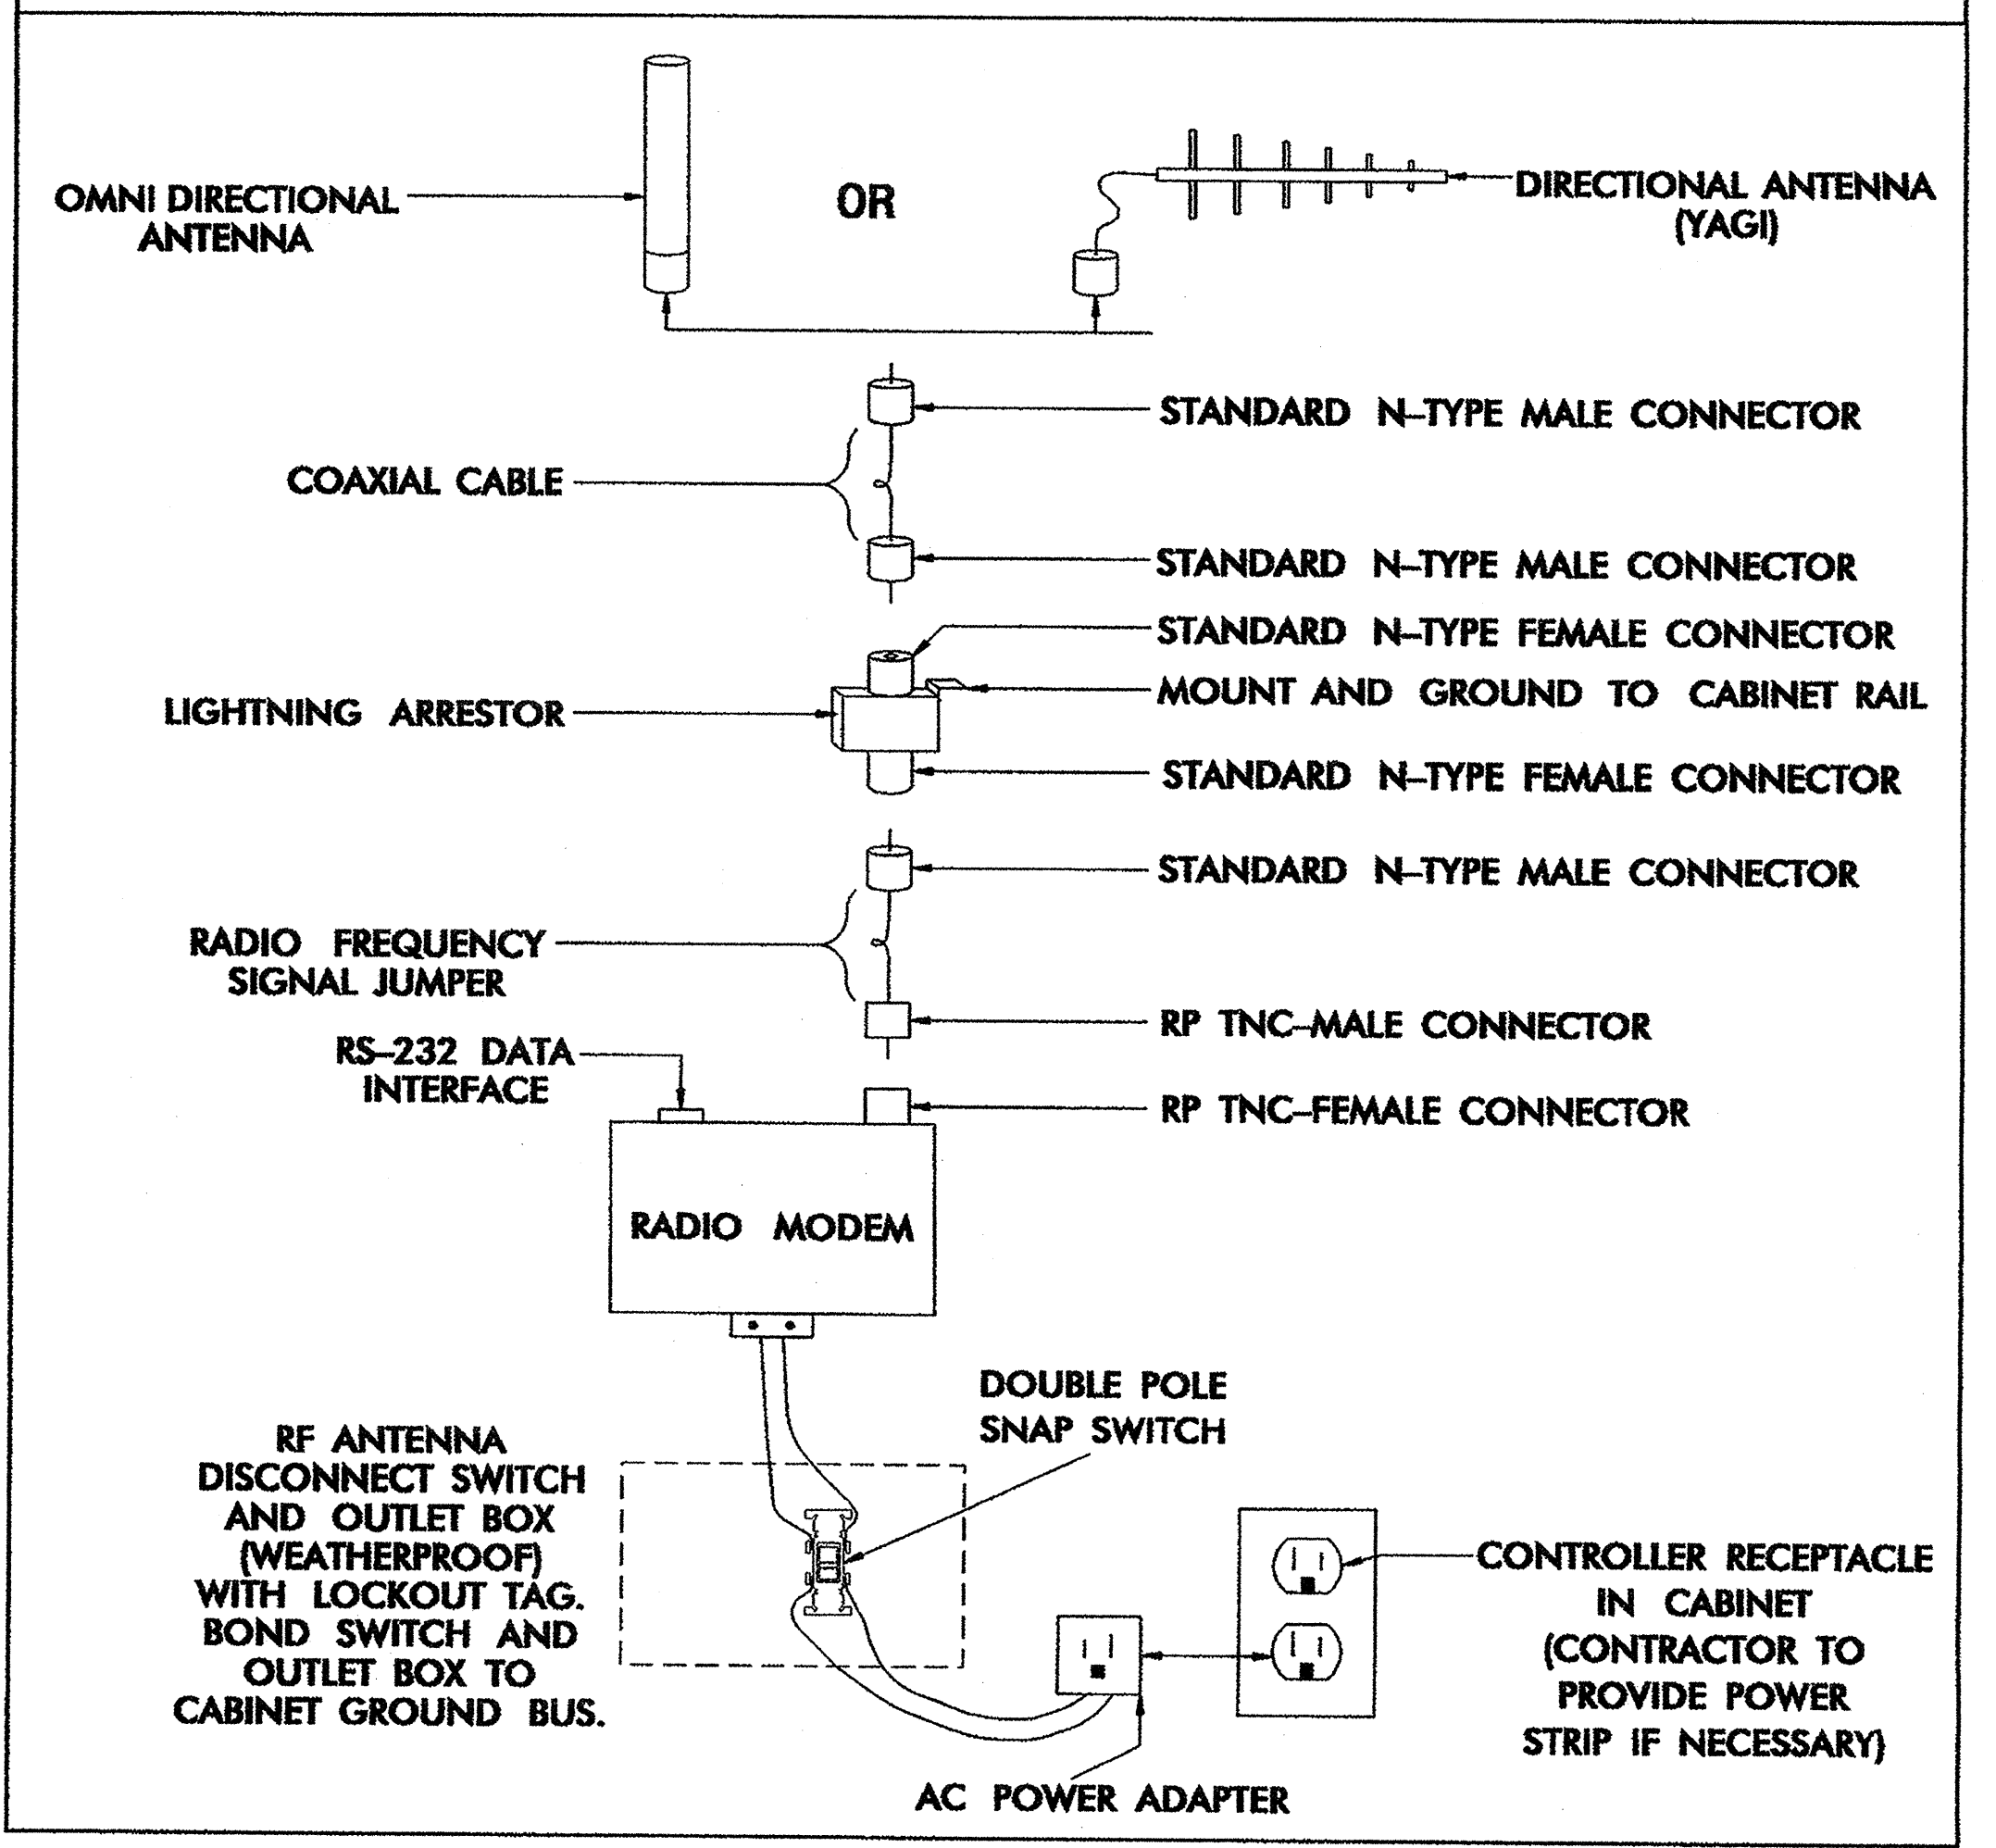 OMNI DIRECTIONAL
ANTENNA
OR
DIRECTIONAL ANTENNA
(YAGI)
STANDARD N-TYPE MALE CONNECTOR
COAXIAL CABLE
STANDARD N-TYPE MALE CONNECTOR
STANDARD N-TYPE FEMALE CONNECTOR
MOUNT AND GROUND TO CABINET RAIL
LIGHTNING ARRESTOR
STANDARD N-TYPE FEMALE CONNECTOR
STANDARD N-TYPE MALE CONNECTOR
RADIO FREQUENCY
SIGNAL JUMPER
RP TNC-MALE CONNECTOR
RS-232 DATA
INTERFACE
RP TNC-FEMALE CONNECTOR
RADIO MODEM
DOUBLE POLE
SNAP SWITCH
RF ANTENNA
DISCONNECT SWITCH
AND OUTLET BOX
(WEATHERPROOF)
WITH LOCKOUT TAG.
BOND SWITCH AND
OUTLET BOX TO
CABINET GROUND BUS.
CONTROLLER RECEPTACLE
IN CABINET
(CONTRACTOR TO
PROVIDE POWER
STRIP IF NECESSARY)
AC POWER ADAPTER